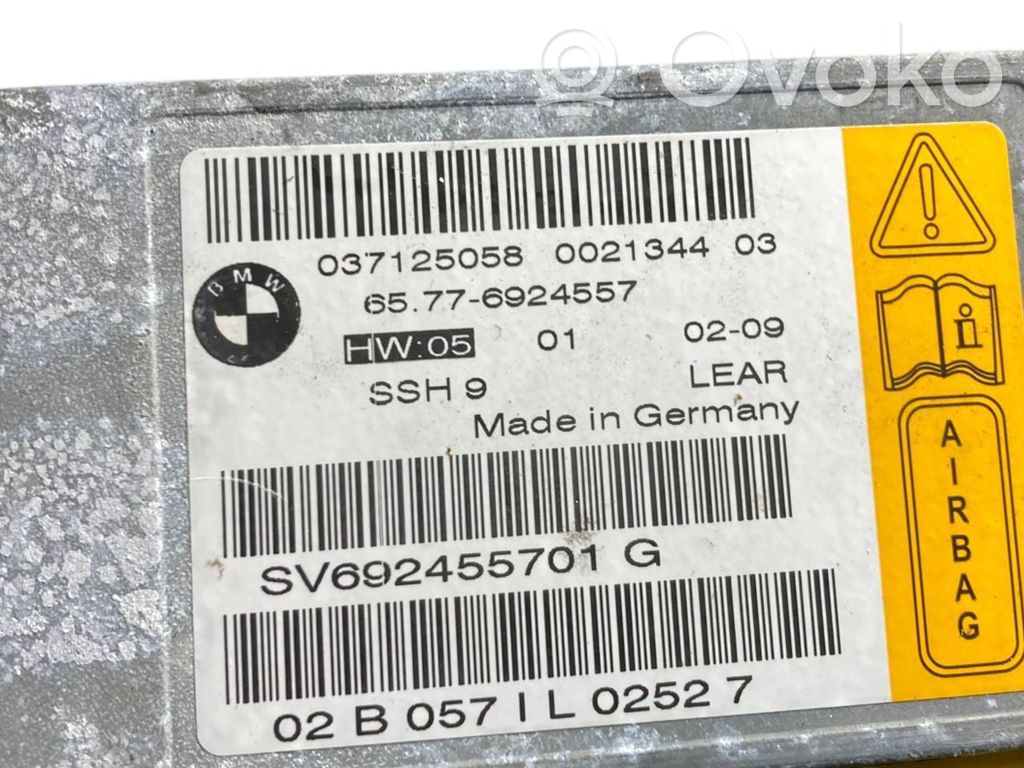 Ovoko
037125058 0021344 03
BMW
65.77-6924557
HW:05 01 02-09
SSH 9 LEAR
Made in Germany
SV692455701 G
02 B 057 I L 0252 7
AIRBAG